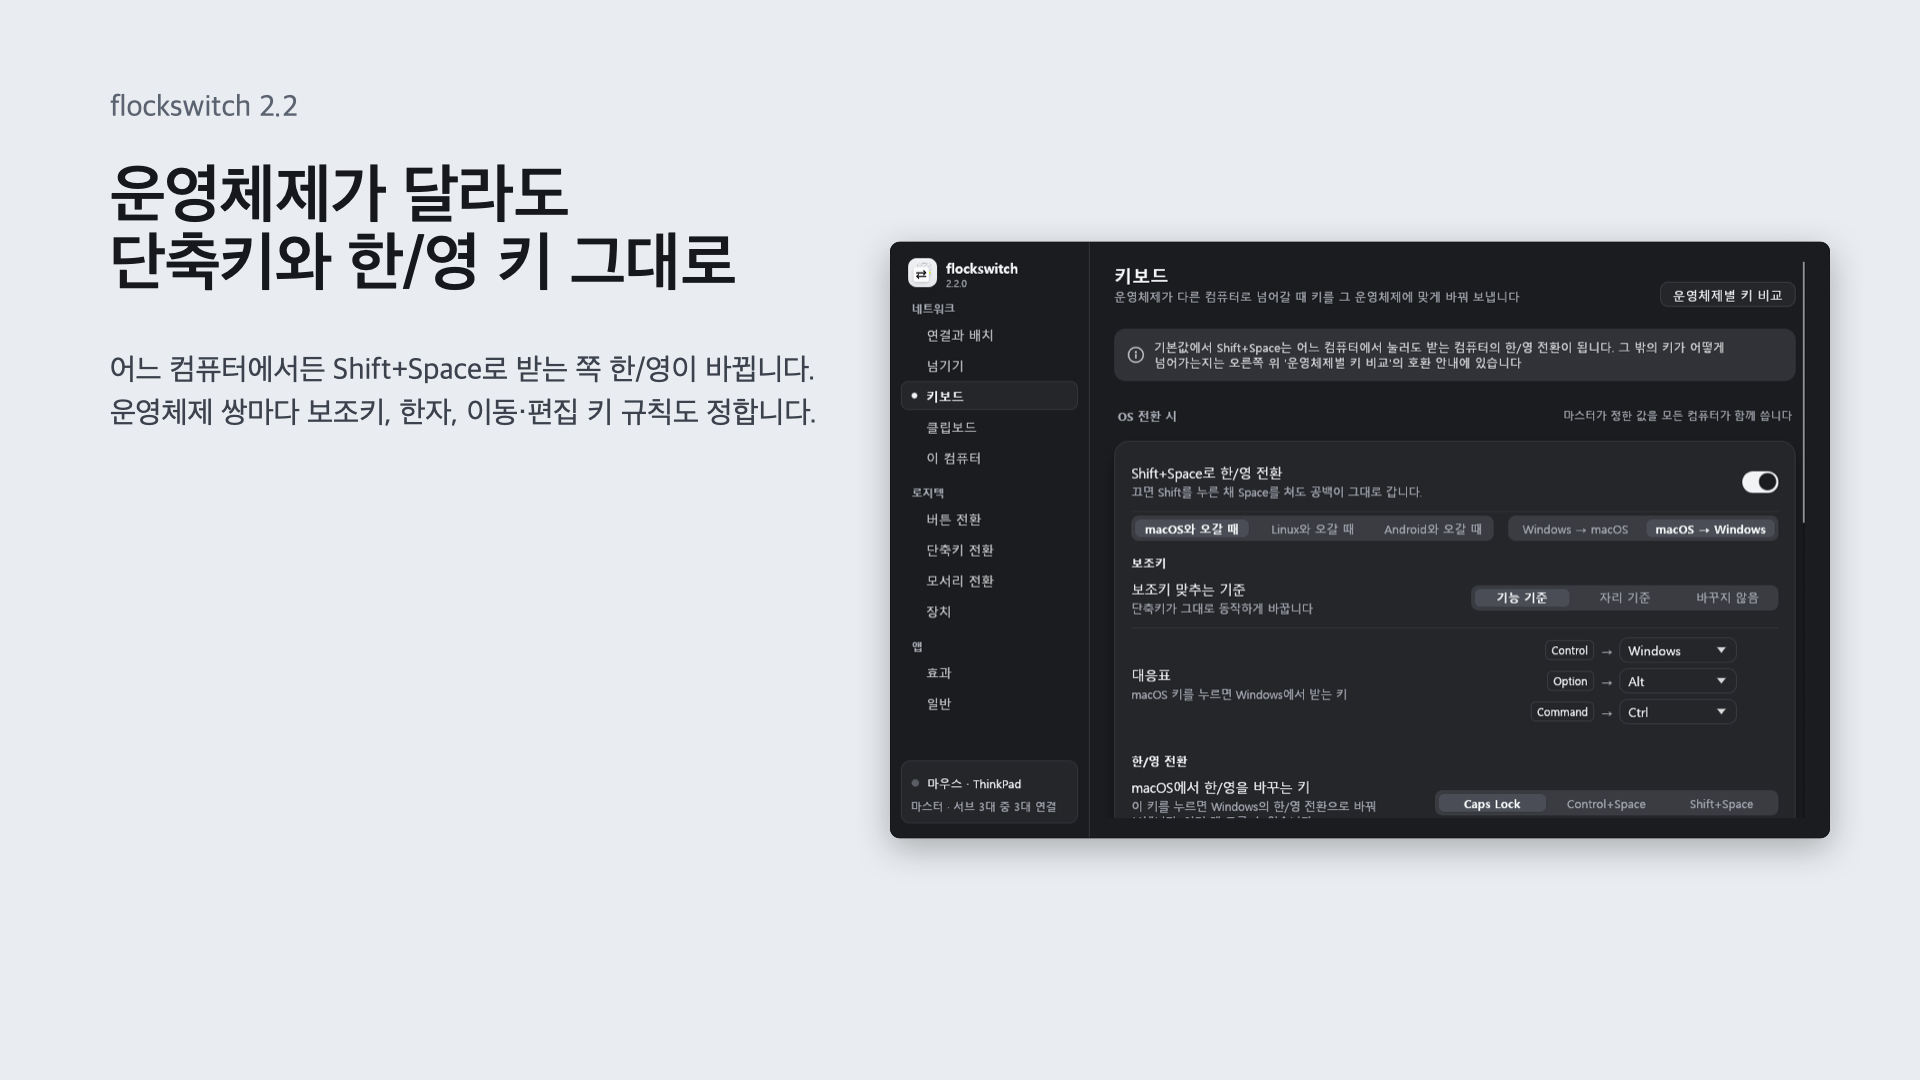 flockswitch 2.2
운영체제가 달라도
단축키와 한/영 키 그대로
어느 컴퓨터에서든 Shift+Space로 받는 쪽 한/영이 바뀝니다.
운영체제 쌍마다 보조키, 한자, 이동·편집 키 규칙도 정합니다.
flockswitch
2.2.0
네트워크
연결과 배치
넘기기
키보드
클립보드
이 컴퓨터
로지텍
버튼 전환
단축키 전환
모서리 전환
장치
앱
효과
일반
마우스 · ThinkPad
마스터 · 서브 3대 중 3대 연결
키보드
운영체제가 다른 컴퓨터로 넘어갈 때 키를 그 운영체제에 맞게 바꿔 보냅니다
운영체제별 키 비교
기본값에서 Shift+Space는 어느 컴퓨터에서 눌러도 받는 컴퓨터의 한/영 전환이 됩니다. 그 밖의 키가 어떻게
넘어가는지는 오른쪽 위 '운영체제별 키 비교'의 호환 안내에 있습니다
OS 전환 시
마스터가 정한 값을 모든 컴퓨터가 함께 씁니다
Shift+Space로 한/영 전환
끄면 Shift를 누른 채 Space를 쳐도 공백이 그대로 갑니다.
macOS와 오갈 때 Linux와 오갈 때 Android와 오갈 때 Windows → macOS macOS → Windows
보조키
보조키 맞추는 기준
단축키가 그대로 동작하게 바꿉니다
기능 기준 자리 기준 바꾸지 않음
대응표
macOS 키를 누르면 Windows에서 받는 키
Control → Windows
Option → Alt
Command → Ctrl
한/영 전환
macOS에서 한/영을 바꾸는 키
이 키를 누르면 Windows의 한/영 전환으로 바꿔
Caps Lock Control+Space Shift+Space